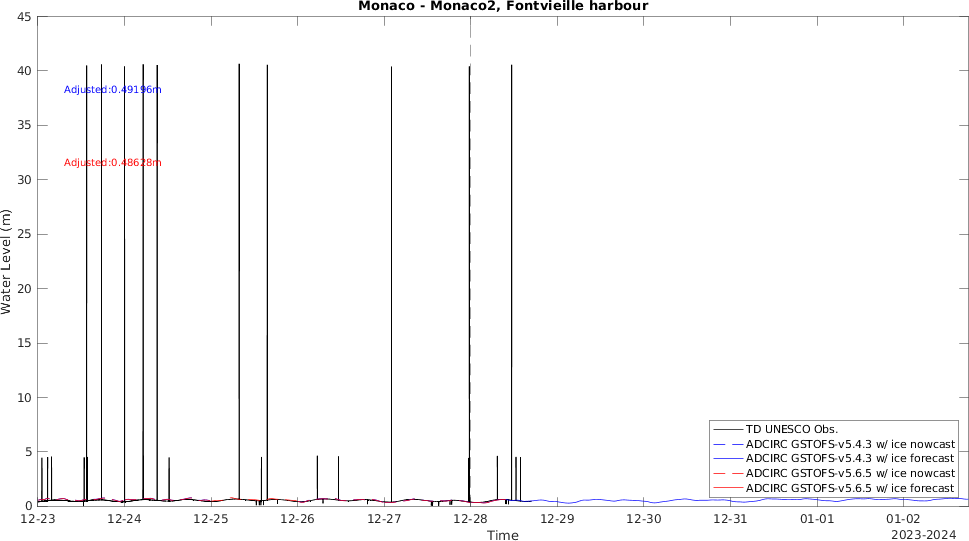 Monaco - Monaco2, Fontvieille harbour
45
40
35
30
25
20
15
10
5
0
Water Level (m)
Adjusted:0.49196m
Adjusted:0.48628m
TD UNESCO Obs.
ADCIRC GSTOFS-v5.4.3 w/ ice nowcast
ADCIRC GSTOFS-v5.4.3 w/ ice forecast
ADCIRC GSTOFS-v5.6.5 w/ ice nowcast
ADCIRC GSTOFS-v5.6.5 w/ ice forecast
12-23 12-24 12-25 12-26 12-27 12-28 12-29 12-30 12-31 01-01 01-02
Time
2023-2024